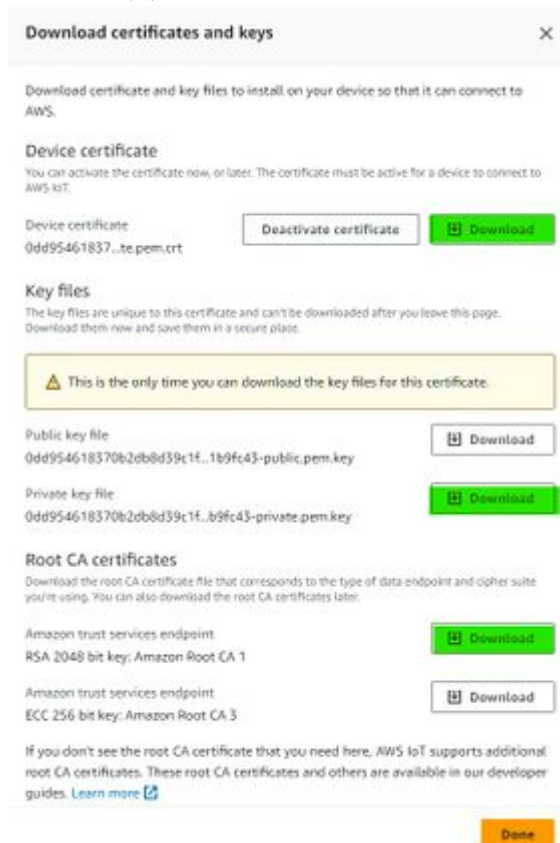 Download certificates and keys
Download certificate and key files to install on your device so that it can connect to
AWS.
Device certificate
You can activate the certificate now, or later. The certificate must be active for a device to connect to
AWS IoT.
Device certificate
Deactivate certificate
Download
0dd95461837...te.pem.crt
Key files
The key files are unique to this certificate and can't be downloaded after you leave this page.
Download them now and save them in a secure place.
This is the only time you can download the key files for this certificate.
Public key file
Download
0dd954618370b2db8d39c1f...1b9fc43-public.pem.key
Private key file
Download
0dd954618370b2db8d39c1f...b9fc43-private.pem.key
Root CA certificates
Download the root CA certificate file that corresponds to the type of data endpoint and cipher suite
you're using. You can also download the root CA certificates later.
Amazon trust services endpoint
Download
RSA 2048 bit key: Amazon Root CA 1
Amazon trust services endpoint
Download
ECC 256 bit key: Amazon Root CA 3
If you don't see the root CA certificate that you need here, AWS IoT supports additional
root CA certificates. These root CA certificates and others are available in our developer
guides. Learn more
Done